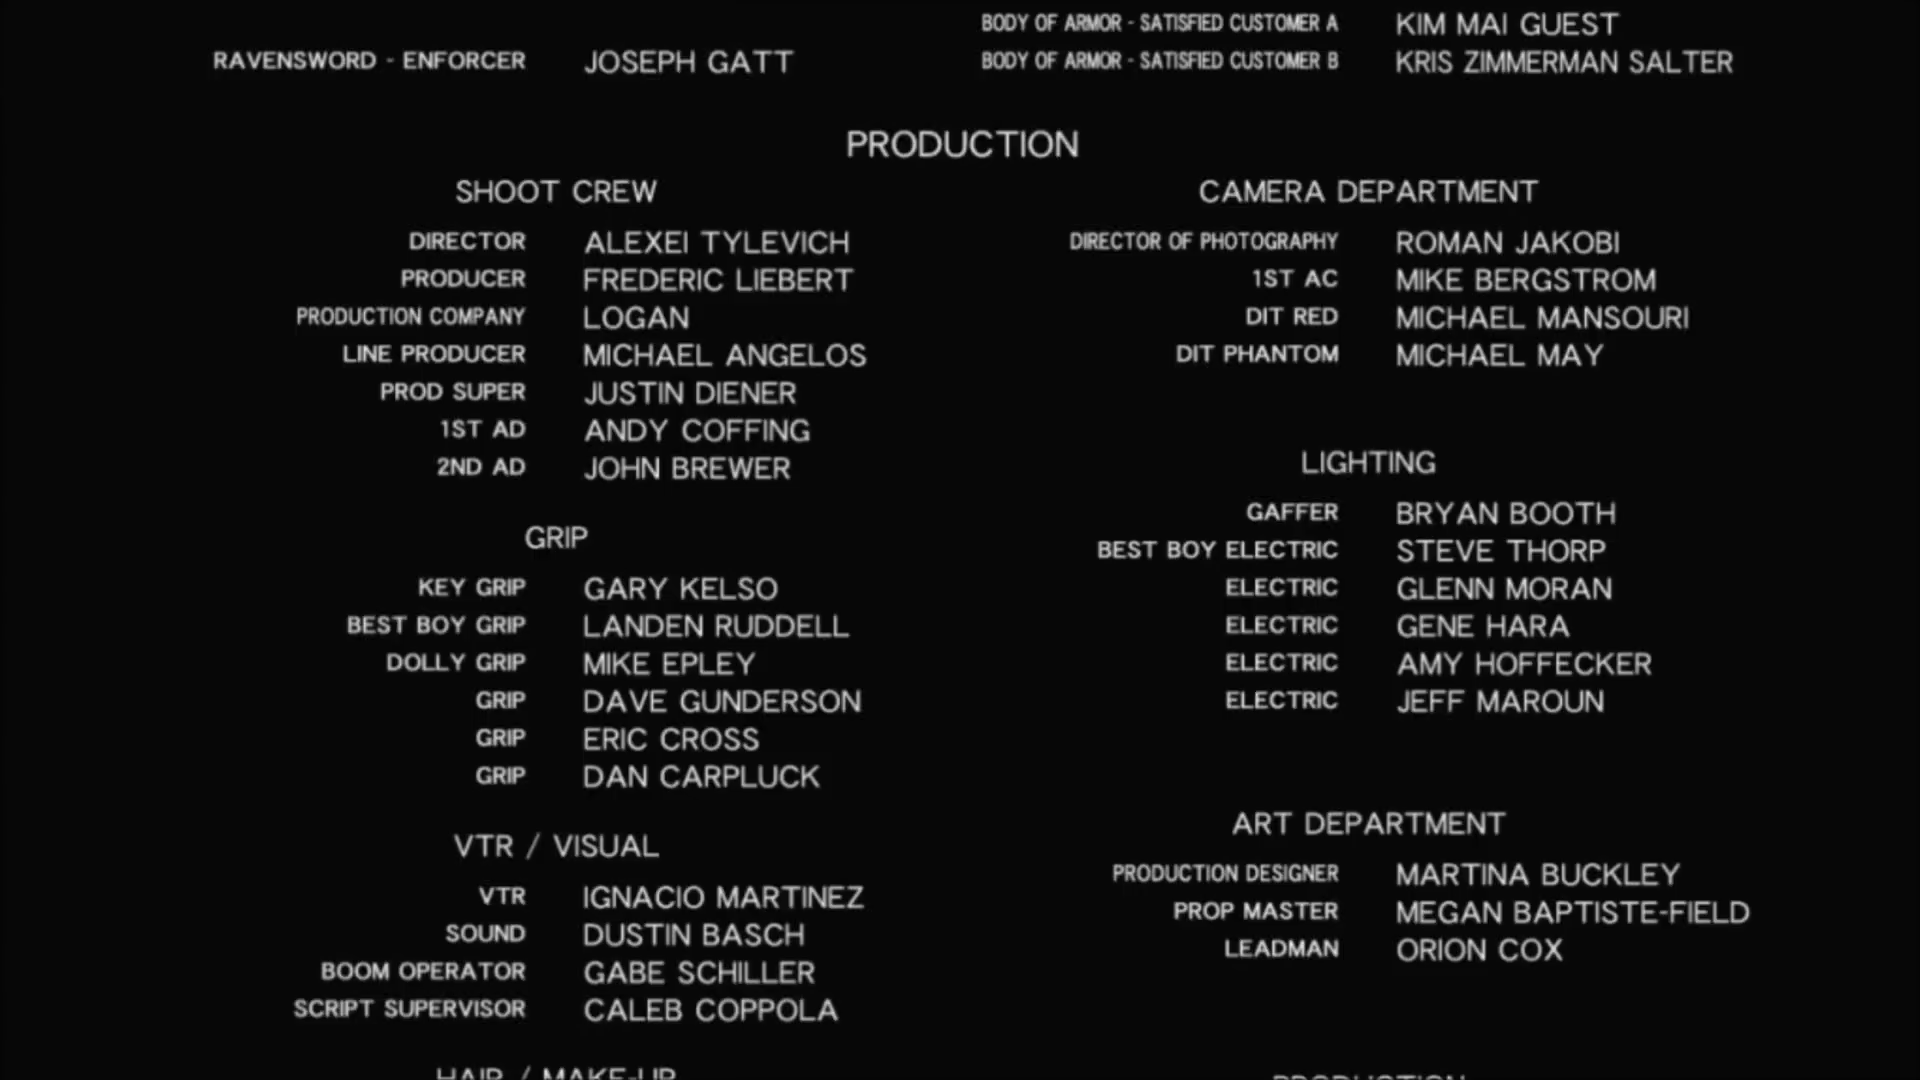 BODY OF ARMOR - SATISFIED CUSTOMER A KIM MAI GUEST
RAVENSWORD - ENFORCER JOSEPH GATT
BODY OF ARMOR - SATISFIED CUSTOMER B KRIS ZIMMERMAN SALTER
PRODUCTION
SHOOT CREW
DIRECTOR ALEXEI TYLEVICH
PRODUCER FREDERIC LIEBERT
PRODUCTION COMPANY LOGAN
LINE PRODUCER MICHAEL ANGELOS
PROD SUPER JUSTIN DIENER
1ST AD ANDY COFFING
2ND AD JOHN BREWER
GRIP
KEY GRIP GARY KELSO
BEST BOY GRIP LANDEN RUDDELL
DOLLY GRIP MIKE EPLEY
GRIP DAVE GUNDERSON
GRIP ERIC CROSS
GRIP DAN CARPLUCK
VTR / VISUAL
VTR IGNACIO MARTINEZ
SOUND DUSTIN BASCH
BOOM OPERATOR GABE SCHILLER
SCRIPT SUPERVISOR CALEB COPPOLA
HAIR / MAKE-UP
CAMERA DEPARTMENT
DIRECTOR OF PHOTOGRAPHY ROMAN JAKOBI
1ST AC MIKE BERGSTROM
DIT RED MICHAEL MANSOURI
DIT PHANTOM MICHAEL MAY
LIGHTING
GAFFER BRYAN BOOTH
BEST BOY ELECTRIC STEVE THORP
ELECTRIC GLENN MORAN
ELECTRIC GENE HARA
ELECTRIC AMY HOFFECKER
ELECTRIC JEFF MAROUN
ART DEPARTMENT
PRODUCTION DESIGNER MARTINA BUCKLEY
PROP MASTER MEGAN BAPTISTE-FIELD
LEADMAN ORION COX
PRODUCTION